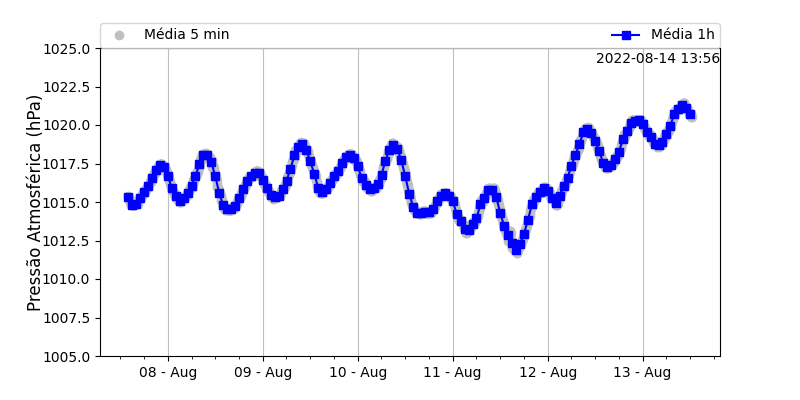 Média 5 min
Média 1h
2022-08-14 13:56
Pressão Atmosférica (hPa)
1025.0
1022.5
1020.0
1017.5
1015.0
1012.5
1010.0
1007.5
1005.0
08 - Aug
09 - Aug
10 - Aug
11 - Aug
12 - Aug
13 - Aug